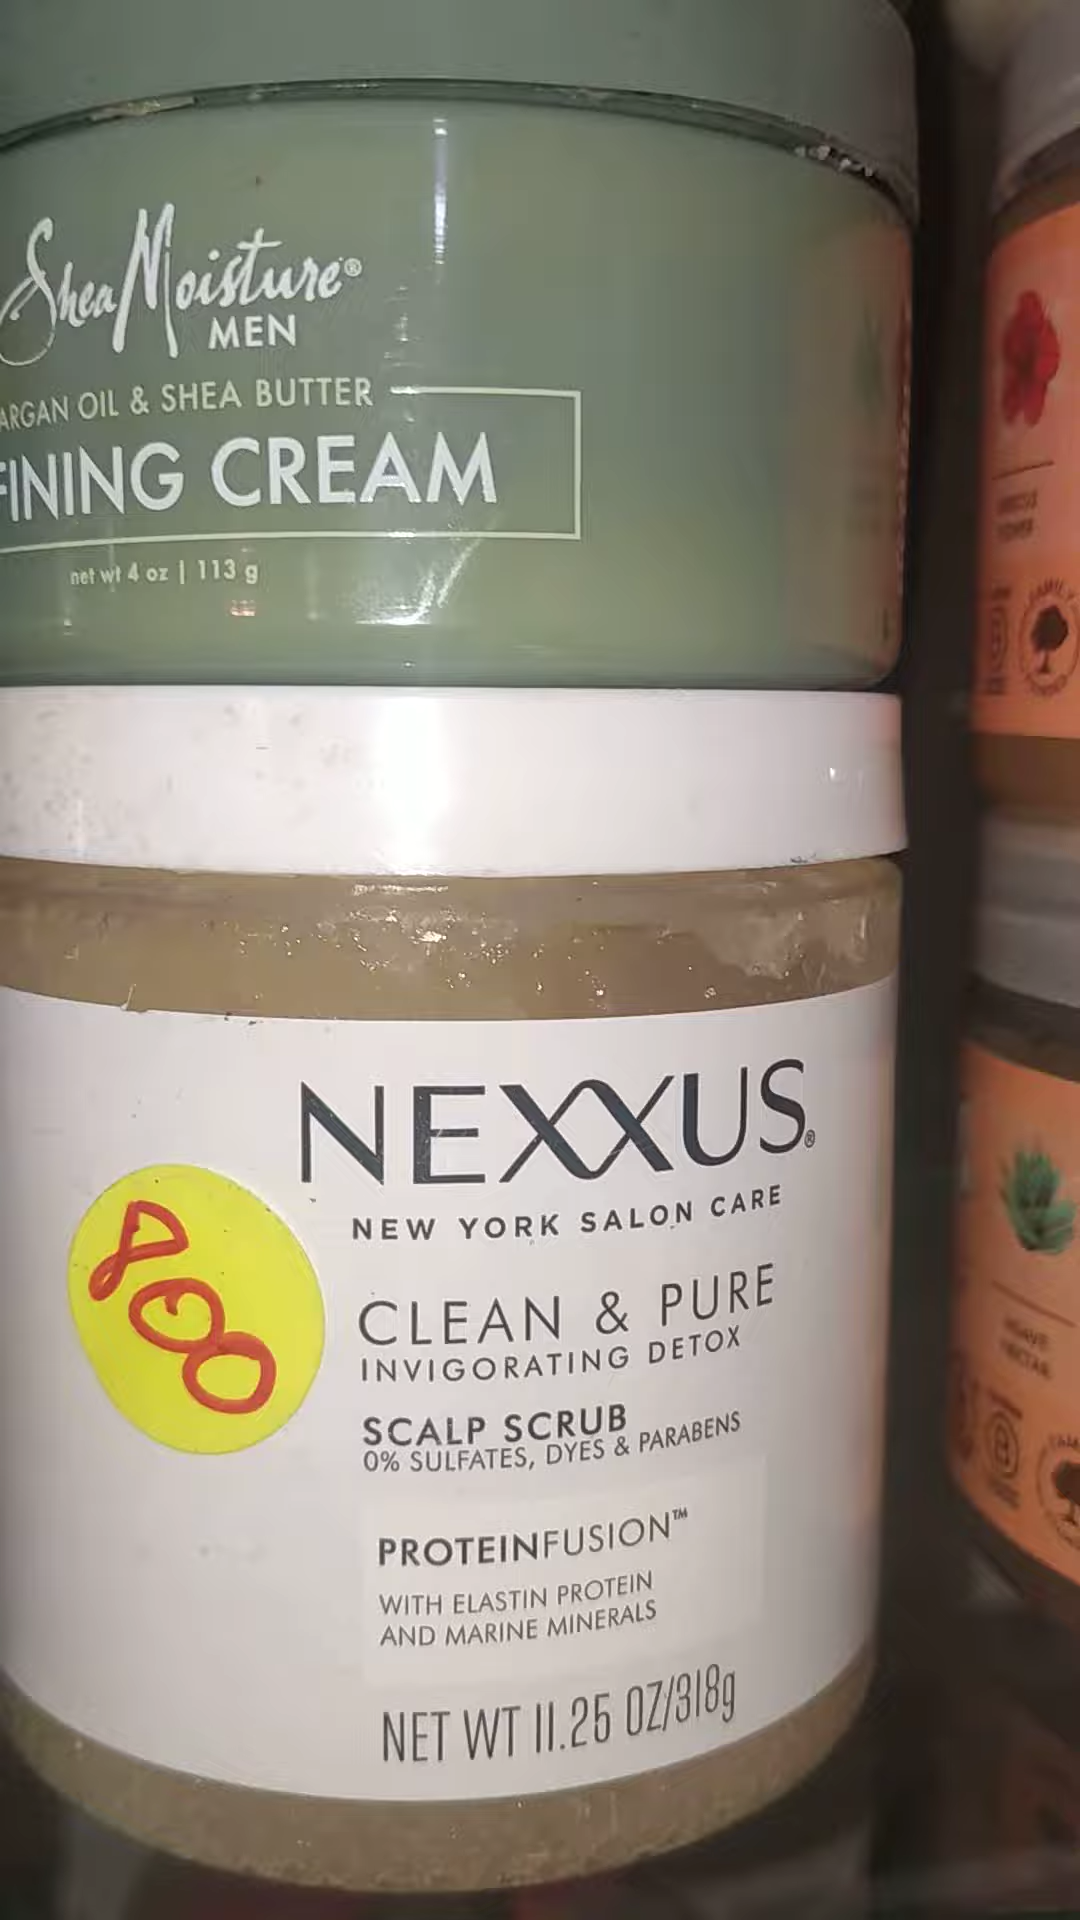 SheaMoisture®
MEN
ARGAN OIL & SHEA BUTTER
FINING CREAM
net wt 4 oz | 113 g
NEXXUS®
NEW YORK SALON CARE
CLEAN & PURE
INVIGORATING DETOX
SCALP SCRUB
0% SULFATES, DYES & PARABENS
PROTEINFUSION™
WITH ELASTIN PROTEIN
AND MARINE MINERALS
NET WT 11.25 OZ/318g
800